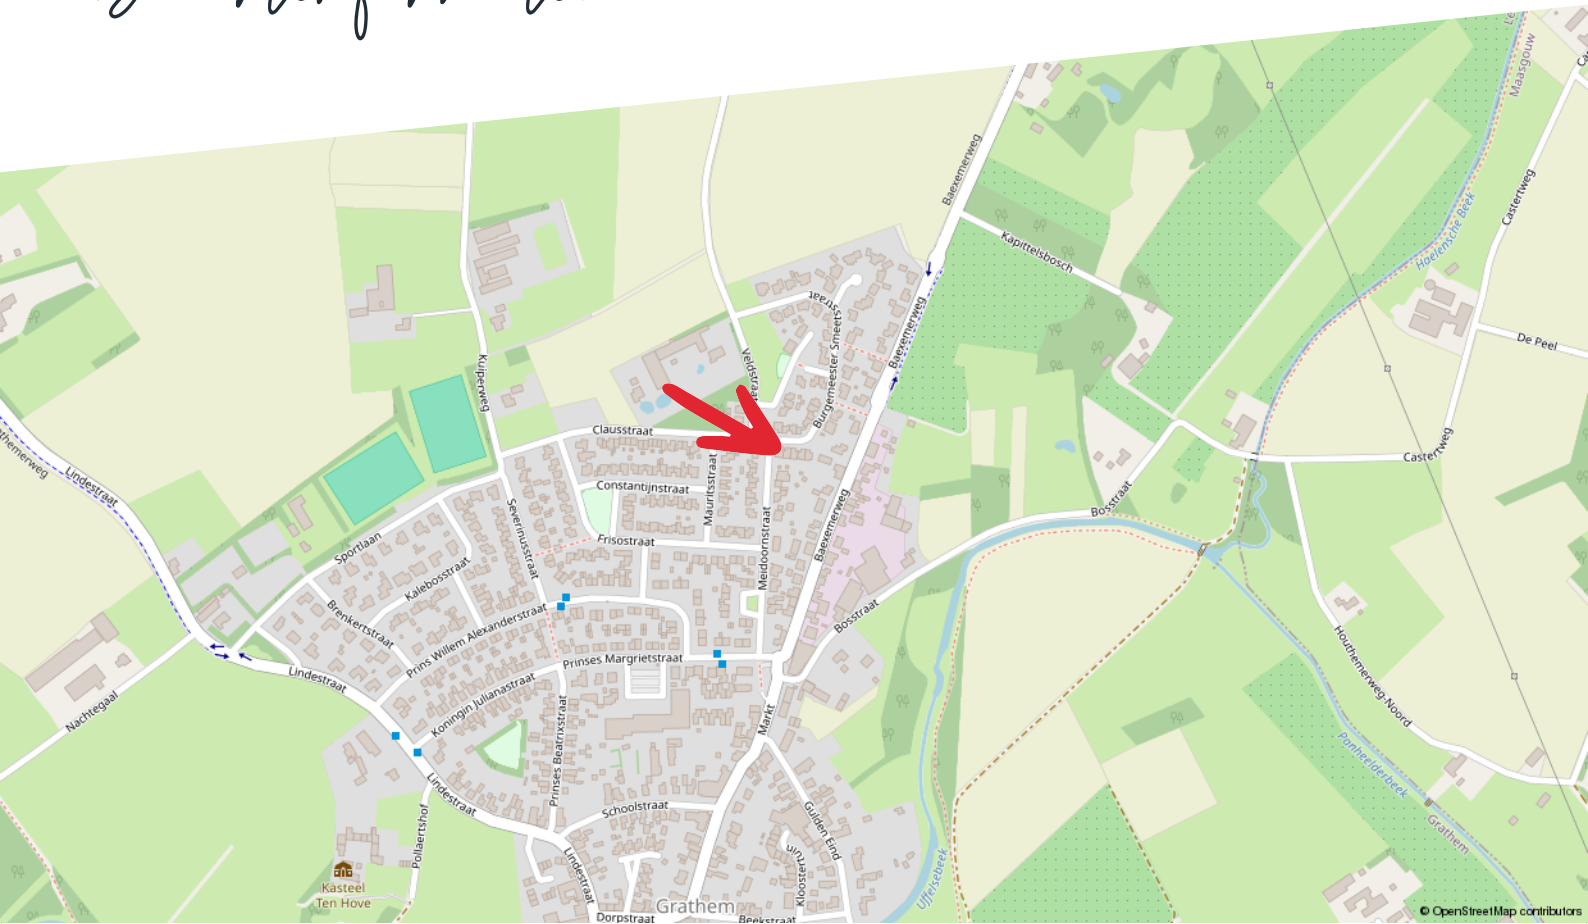 Maasgouw
Baexemerweg
Castertweg
Haelensche Beek
Kapittelsbosch
straat
Burgemeester Smeets
Baexemerweg
De Peel
Veldstraat
Kuiperweg
Clausstraat
Castertweg
Lindestraat
Constantijnstraat
Mauritsstraat
Severinusstraat
Bosstraat
Baexemerweg
Sportlaan
Frisostraat
Meidoornstraat
Kalebosstraat
Brenkertstraat
Prins Willem Alexanderstraat
Bosstraat
Houthemerweg-Noord
Prinses Margrietstraat
Lindestraat
Koningin Julianastraat
Nachtegaal
Markt
Prinses Beatrixstraat
Panheelderbeek
Lindestraat
Schoolstraat
Gulden Eind
Grathem
Pollaertshof
Kloostertuin
Lindestraat
Uffelsebeek
Kasteel
Ten Hove
Grathem
Dorpstraat
Beekstraat
© OpenStreetMap contributors